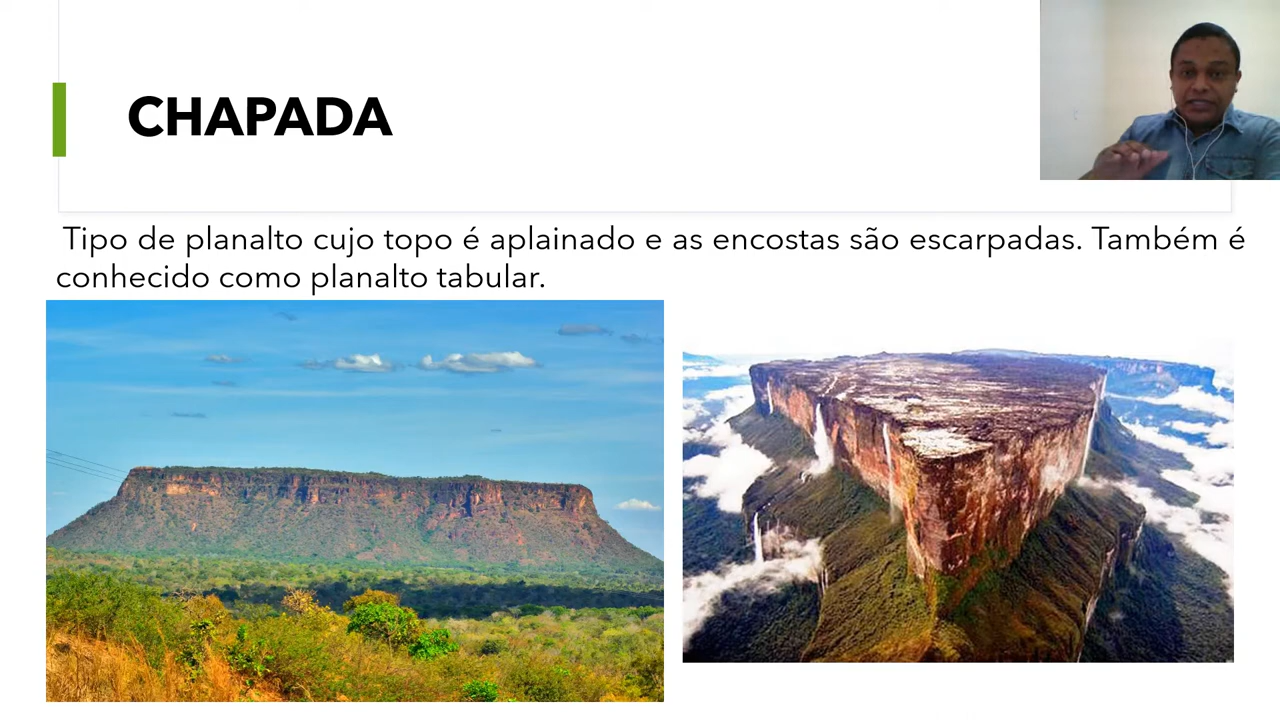 CHAPADA
Tipo de planalto cujo topo é aplainado e as encostas são escarpadas. Também é
conhecido como planalto tabular.